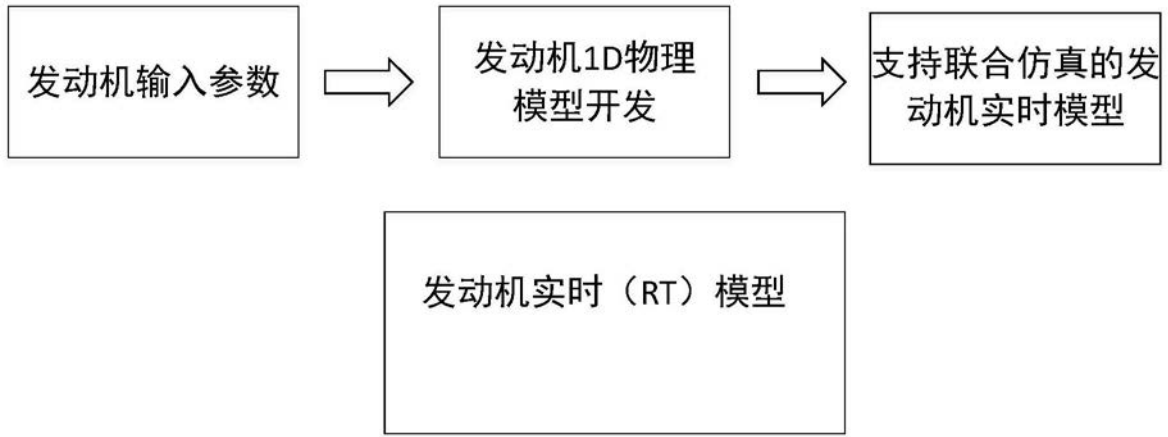 发动机输入参数
发动机1D物理
模型开发
支持联合仿真的发
动机实时模型
发动机实时（RT）模型